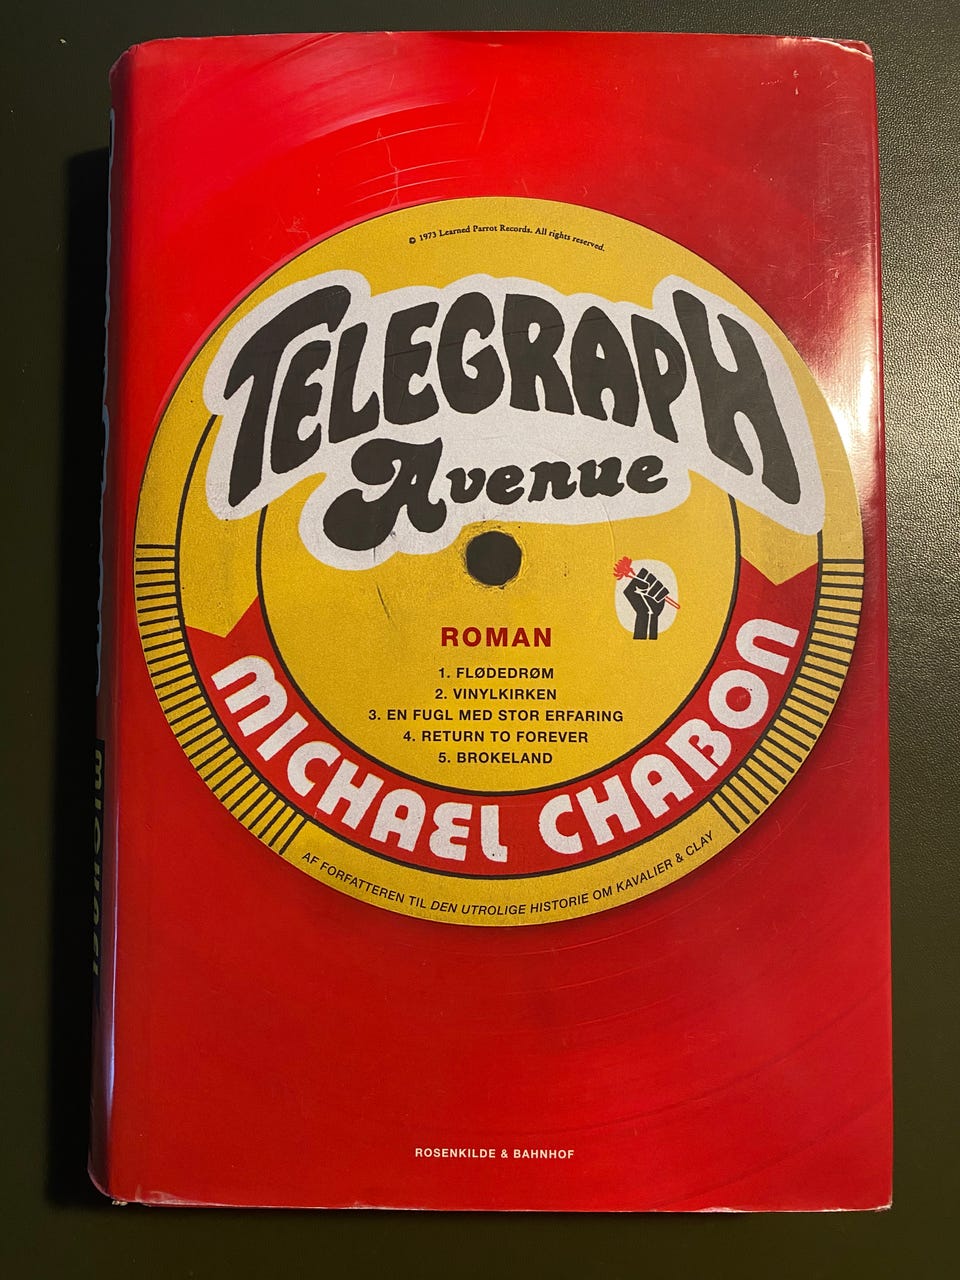 © 1973 Learned Parrot Records. All rights reserved.
TELEGRAPH
Avenue
ROMAN
1. FLØDEDRØM
2. VINYLKIRKEN
3. EN FUGL MED STOR ERFARING
4. RETURN TO FOREVER
5. BROKELAND
MICHAEL CHABON
AF FORFATTEREN TIL DEN UTROLIGE HISTORIE OM KAVALIER & CLAY
ROSENKILDE & BAHNHOF
MICHAEL